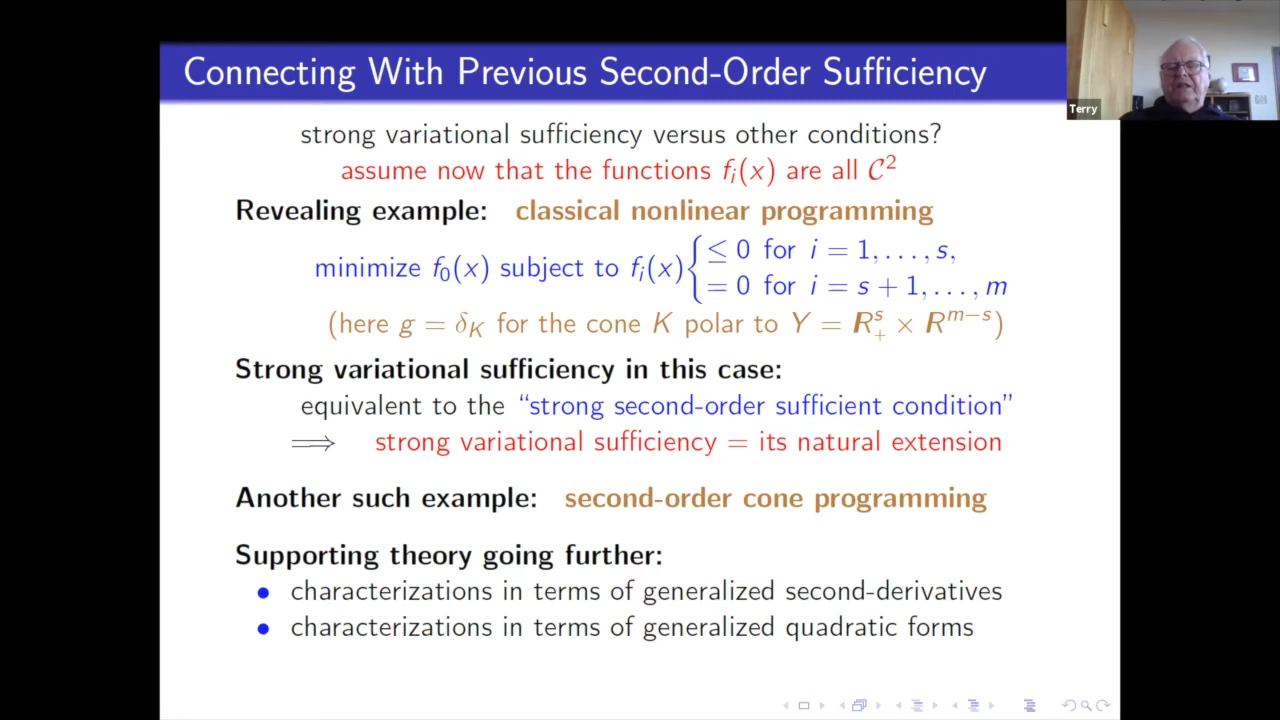 Connecting With Previous Second-Order Sufficiency
Terry
strong variational sufficiency versus other conditions?
assume now that the functions fᵢ(x) are all 𝒞²
Revealing example: classical nonlinear programming
minimize f₀(x) subject to fᵢ(x) { ≤ 0 for i = 1, . . . , s,
= 0 for i = s + 1, . . . , m
(here g = δ_K for the cone K polar to Y = R₊ˢ × Rᵐ⁻ˢ)
Strong variational sufficiency in this case:
equivalent to the “strong second-order sufficient condition”
⟹ strong variational sufficiency = its natural extension
Another such example: second-order cone programming
Supporting theory going further:
• characterizations in terms of generalized second-derivatives
• characterizations in terms of generalized quadratic forms